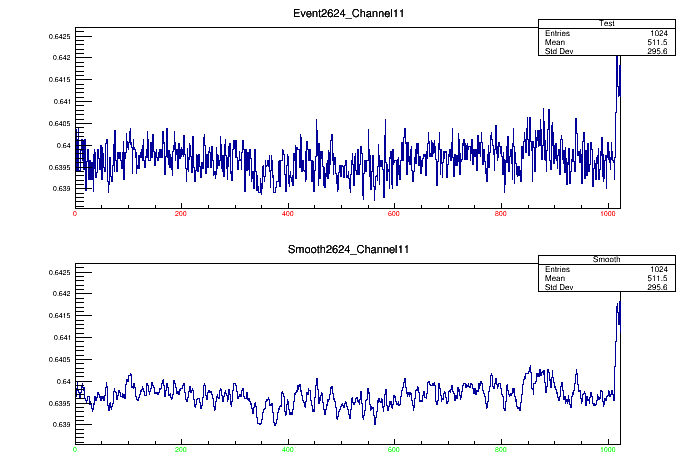 Event2624_Channel11
Test
Entries 1024
Mean 511.5
Std Dev 295.6
0.6425
0.642
0.6415
0.641
0.6405
0.64
0.6395
0.639
0 200 400 600 800 1000
Smooth2624_Channel11
Smooth
Entries 1024
Mean 511.5
Std Dev 295.6
0.6425
0.642
0.6415
0.641
0.6405
0.64
0.6395
0.639
0 200 400 600 800 1000